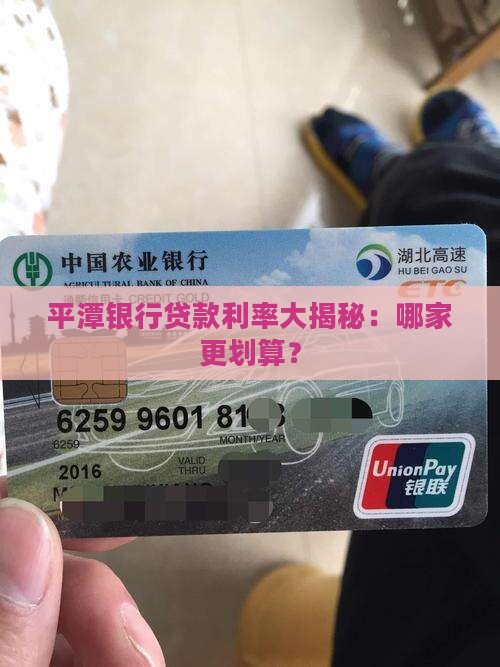 中国农业银行
AGRICULTURAL BANK OF CHINA
湖北高速
HU BEI GAO SU
ETC
CREDIT GOLD
平潭银行贷款利率大揭秘：哪家
更划算？
6259 9601 81
6259
MONTH/YEAR
2016
VALID
THRU
UnionPay
银联